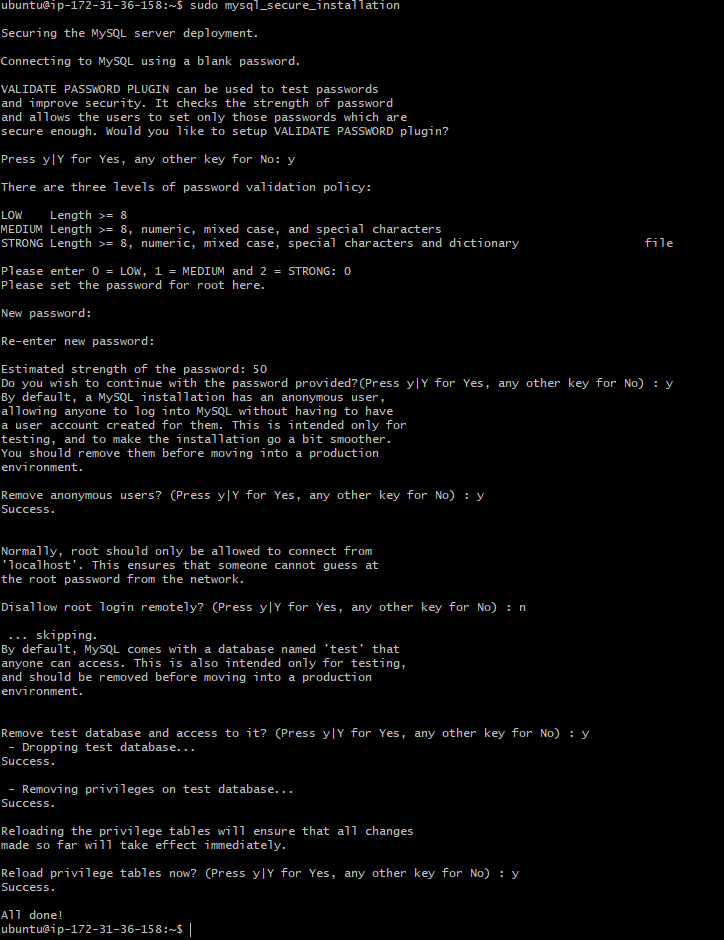 ubuntu@ip-172-31-36-158:~$ sudo mysql_secure_installation
Securing the MySQL server deployment.
Connecting to MySQL using a blank password.
VALIDATE PASSWORD PLUGIN can be used to test passwords
and improve security. It checks the strength of password
and allows the users to set only those passwords which are
secure enough. Would you like to setup VALIDATE PASSWORD plugin?
Press y|Y for Yes, any other key for No: y
There are three levels of password validation policy:
LOW    Length >= 8
MEDIUM Length >= 8, numeric, mixed case, and special characters
STRONG Length >= 8, numeric, mixed case, special characters and dictionary                  file
Please enter 0 = LOW, 1 = MEDIUM and 2 = STRONG: 0
Please set the password for root here.
New password:
Re-enter new password:
Estimated strength of the password: 50
Do you wish to continue with the password provided?(Press y|Y for Yes, any other key for No) : y
By default, a MySQL installation has an anonymous user,
allowing anyone to log into MySQL without having to have
a user account created for them. This is intended only for
testing, and to make the installation go a bit smoother.
You should remove them before moving into a production
environment.
Remove anonymous users? (Press y|Y for Yes, any other key for No) : y
Success.
Normally, root should only be allowed to connect from
'localhost'. This ensures that someone cannot guess at
the root password from the network.
Disallow root login remotely? (Press y|Y for Yes, any other key for No) : n
 ... skipping.
By default, MySQL comes with a database named 'test' that
anyone can access. This is also intended only for testing,
and should be removed before moving into a production
environment.
Remove test database and access to it? (Press y|Y for Yes, any other key for No) : y
 - Dropping test database...
Success.
 - Removing privileges on test database...
Success.
Reloading the privilege tables will ensure that all changes
made so far will take effect immediately.
Reload privilege tables now? (Press y|Y for Yes, any other key for No) : y
Success.
All done!
ubuntu@ip-172-31-36-158:~$